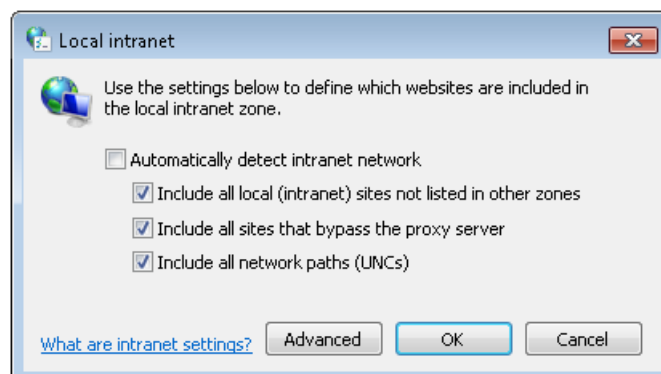 Local intranet
Use the settings below to define which websites are included in
the local intranet zone.
Automatically detect intranet network
Include all local (intranet) sites not listed in other zones
Include all sites that bypass the proxy server
Include all network paths (UNCs)
What are intranet settings? Advanced OK Cancel